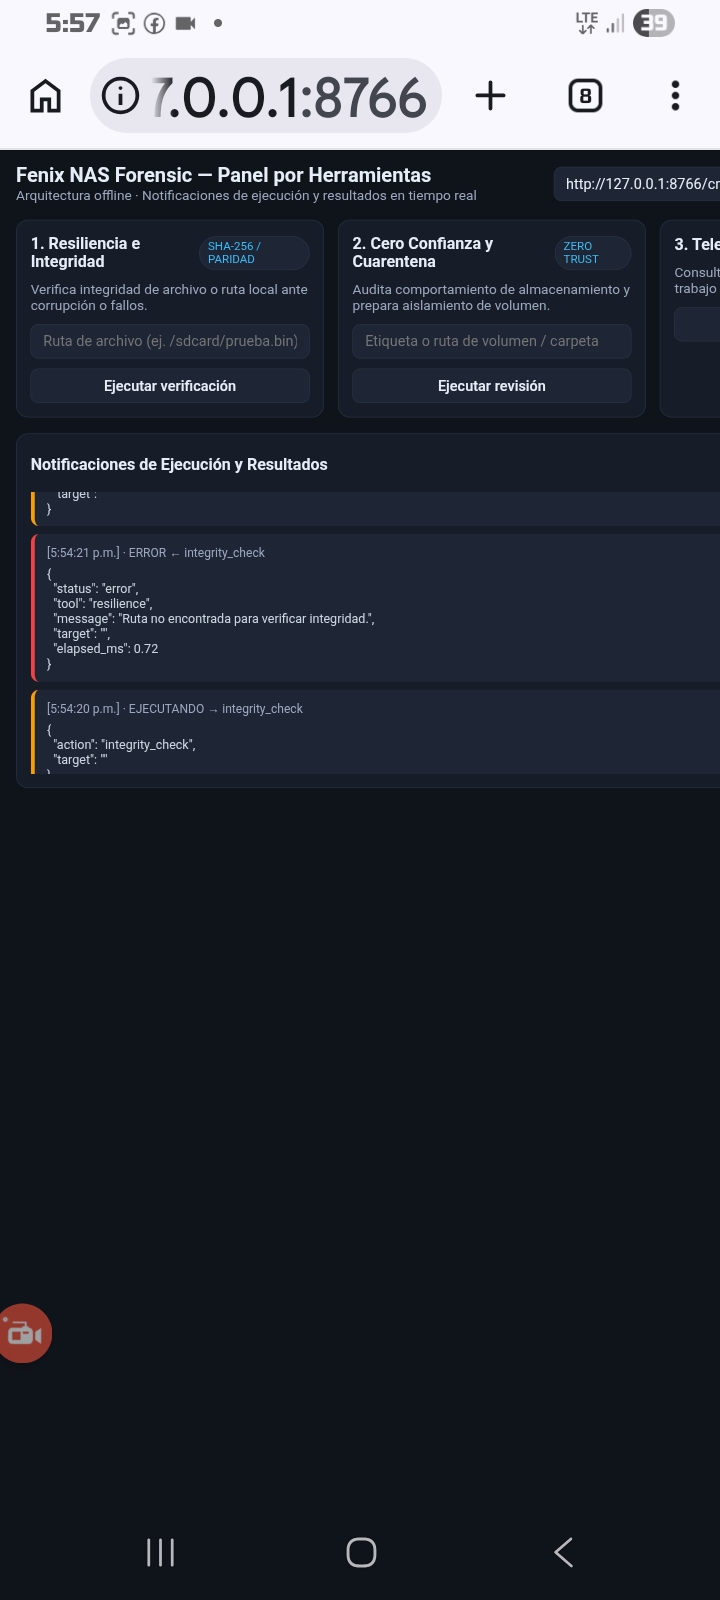 5:57
LTE
39
7.0.0.1:8766
8
Fenix NAS Forensic — Panel por Herramientas
Arquitectura offline · Notificaciones de ejecución y resultados en tiempo real
http://127.0.0.1:8766/cr
1. Resiliencia e
Integridad
SHA-256 /
PARIDAD
Verifica integridad de archivo o ruta local ante
corrupción o fallos.
Ruta de archivo (ej. /sdcard/prueba.bin)
Ejecutar verificación
2. Cero Confianza y
Cuarentena
ZERO
TRUST
Audita comportamiento de almacenamiento y
prepara aislamiento de volumen.
Etiqueta o ruta de volumen / carpeta
Ejecutar revisión
3. Tele
Consult
trabajo
Notificaciones de Ejecución y Resultados
"target":
}
[5:54:21 p.m.] · ERROR ← integrity_check
{
"status": "error",
"tool": "resilience",
"message": "Ruta no encontrada para verificar integridad.",
"target": "",
"elapsed_ms": 0.72
}
[5:54:20 p.m.] · EJECUTANDO → integrity_check
{
"action": "integrity_check",
"target": ""
}